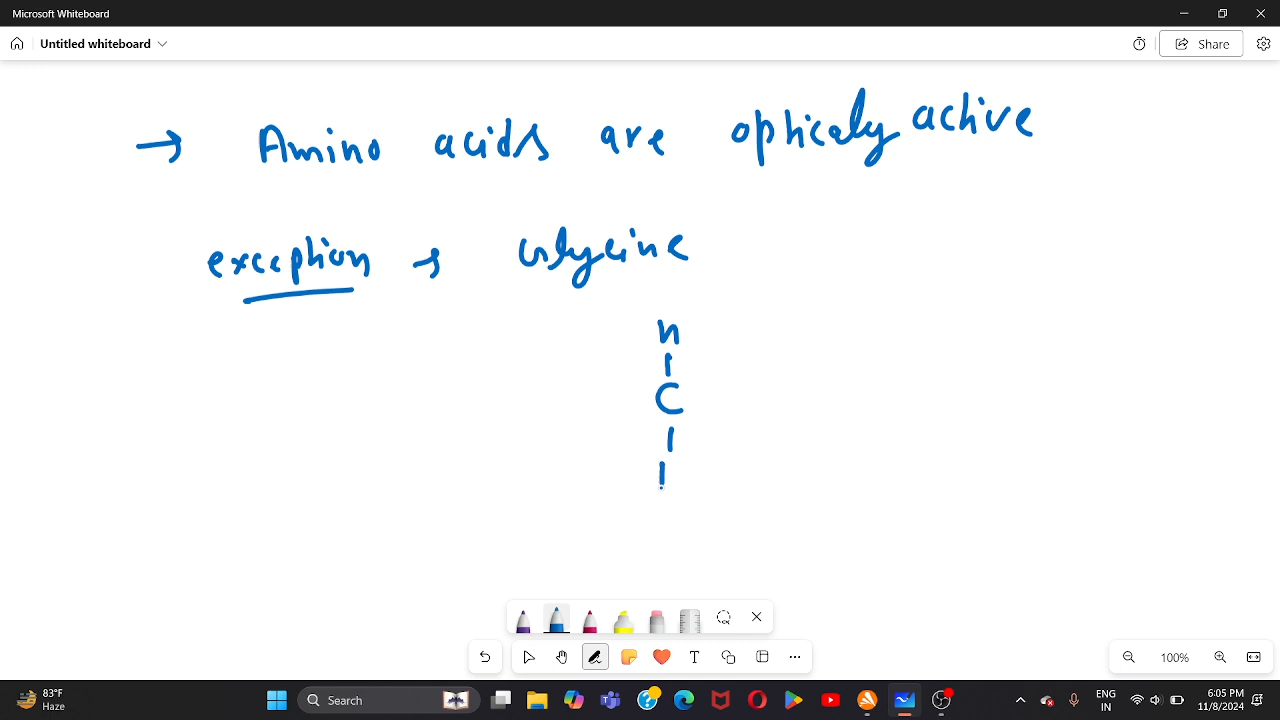 Microsoft Whiteboard
Untitled whiteboard
Share
→ Amino acids are opticaly active
exception → Glycine
H
C
100%
83°F
Haze
Search
ENG
IN
6:05 PM
11/8/2024